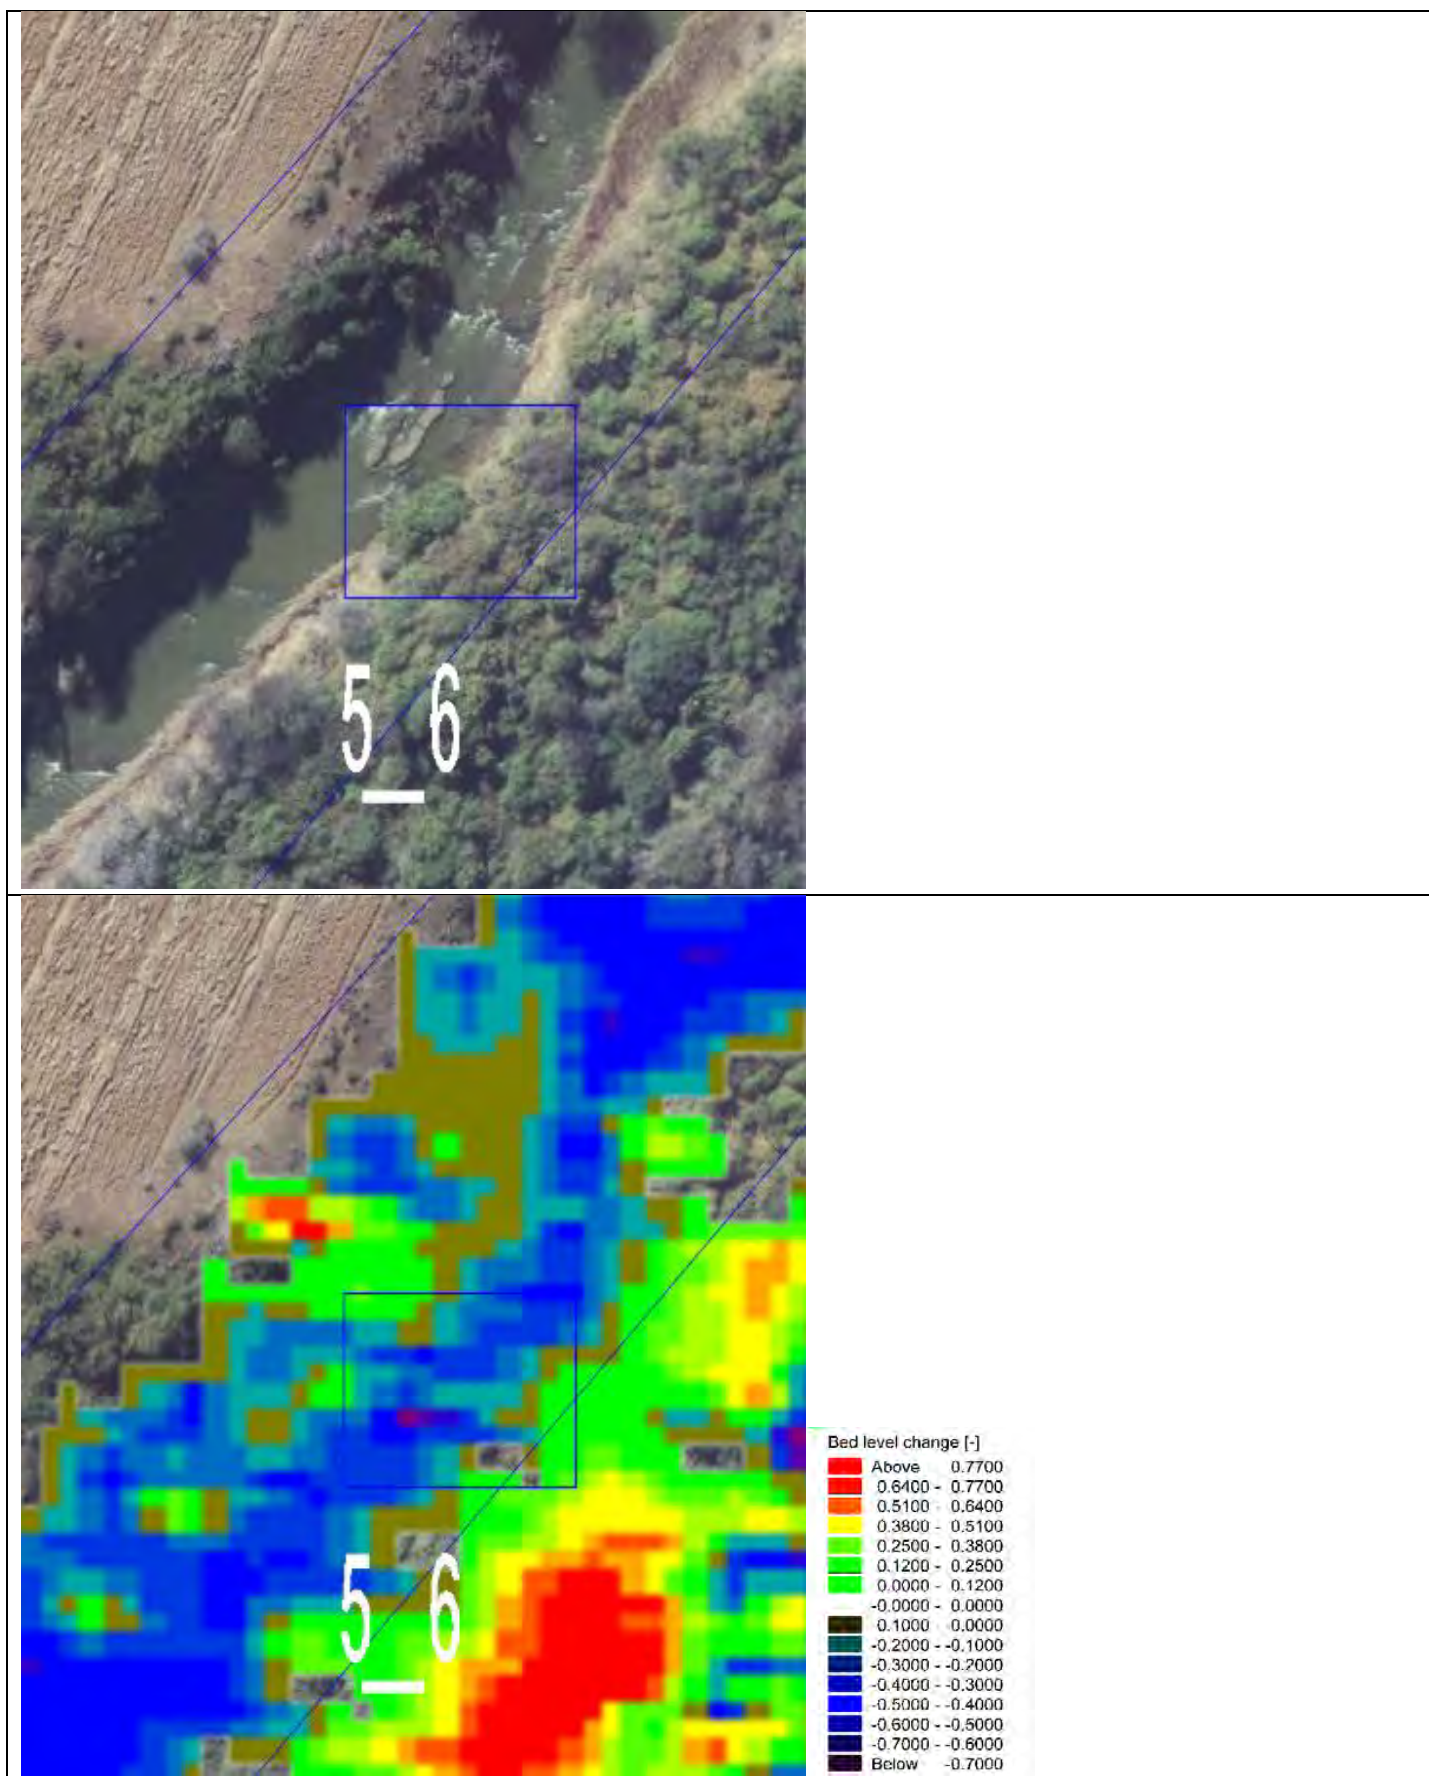 5_6
Bed level change [-]
Above 0.7700
0.6400 - 0.7700
0.5100 0.6400
0.3800 - 0.5100
0.2500 - 0.3800
0.1200 - 0.2500
0.0000 - 0.1200
-0.0000 - 0.0000
0.1000 0.0000
-0.2000 - -0.1000
-0.3000 - -0.2000
-0.4000 - -0.3000
-0.5000 - -0.4000
-0.6000 - -0.5000
-0.7000 - -0.6000
Below -0.7000
5_6